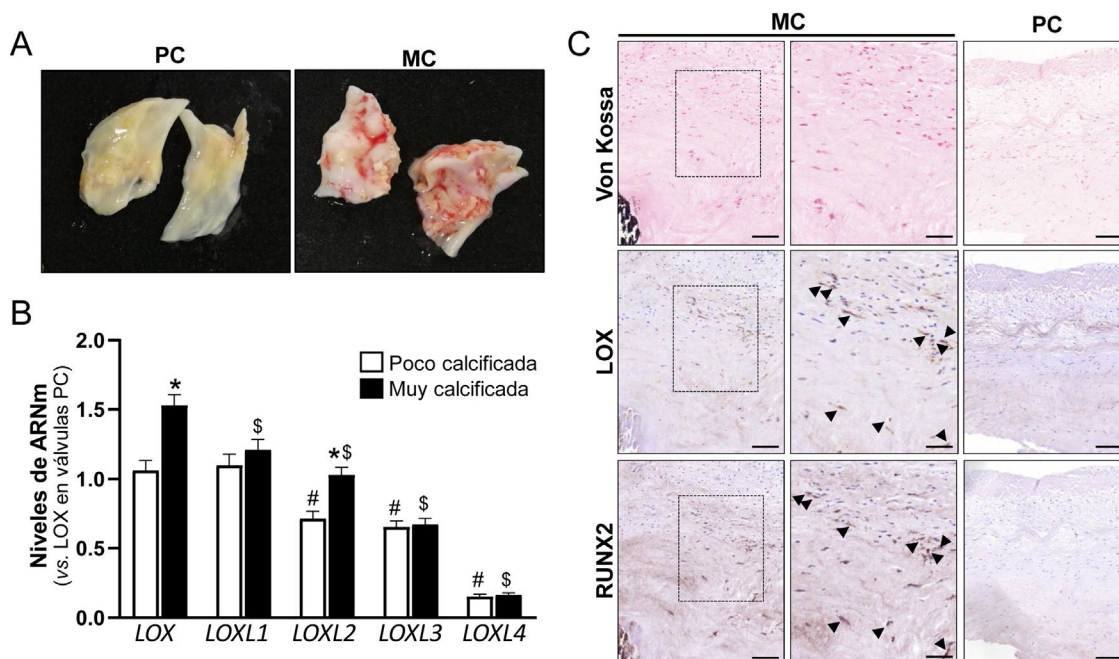 A
PC
MC
B
Niveles de ARNm
(vs. LOX en válvulas PC)
2.0
1.5
1.0
0.5
0.0
Poco calcificada
Muy calcificada
*
$
#
*$
#
$
#
$
LOX
LOXL1
LOXL2
LOXL3
LOXL4
C
MC
PC
Von Kossa
LOX
RUNX2